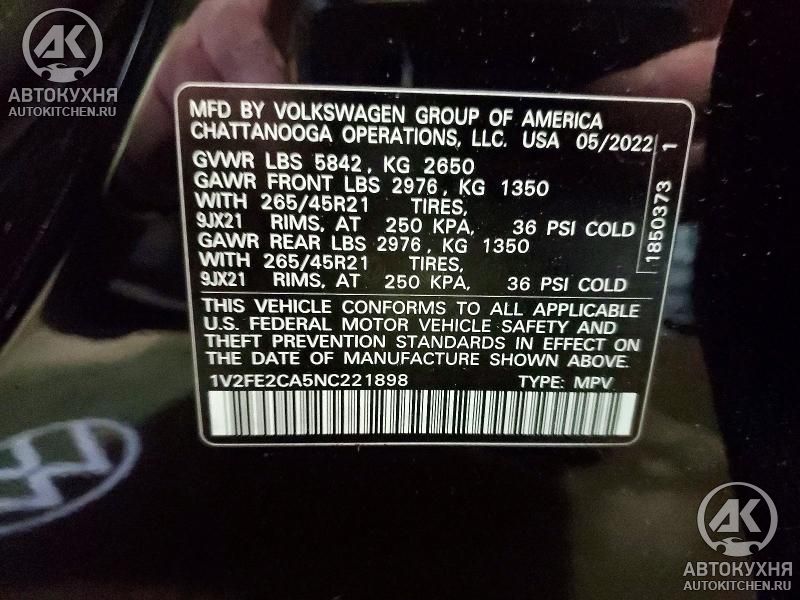 AK
АВТОКУХНЯ
AUTOKITCHEN.RU
MFD BY VOLKSWAGEN GROUP OF AMERICA
CHATTANOOGA OPERATIONS, LLC. USA 05/2022
GVWR LBS 5842, KG 2650
GAWR FRONT LBS 2976, KG 1350
WITH 265/45R21 TIRES,
9JX21 RIMS, AT 250 KPA, 36 PSI COLD
GAWR REAR LBS 2976, KG 1350
WITH 265/45R21 TIRES,
9JX21 RIMS, AT 250 KPA, 36 PSI COLD
THIS VEHICLE CONFORMS TO ALL APPLICABLE
U.S. FEDERAL MOTOR VEHICLE SAFETY AND
THEFT PREVENTION STANDARDS IN EFFECT ON
THE DATE OF MANUFACTURE SHOWN ABOVE.
1V2FE2CA5NC221898 TYPE: MPV
1850373 1
AK
АВТОКУХНЯ
AUTOKITCHEN.RU